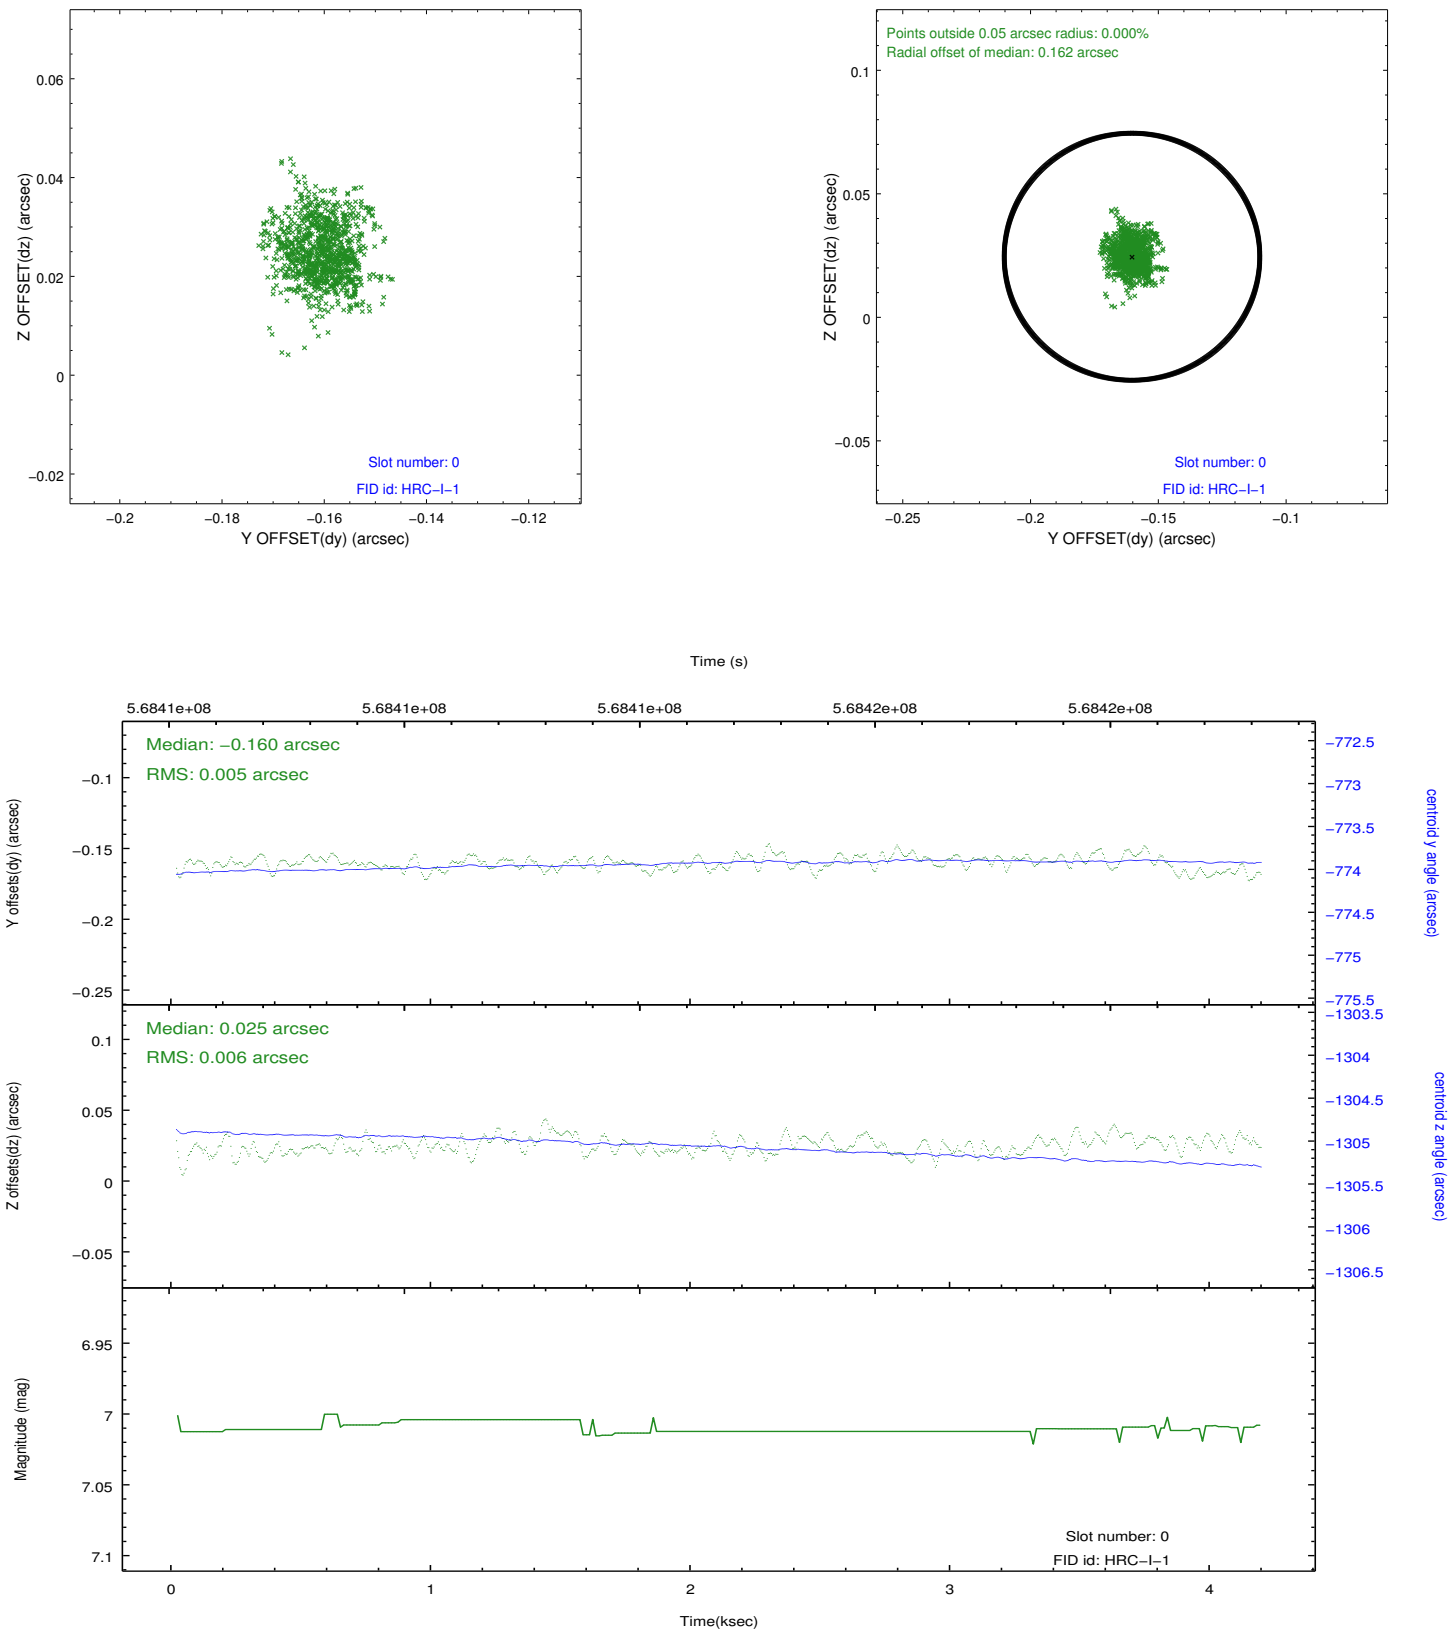 0.06
0.04
0.02
0
−0.02
Z OFFSET(dz) (arcsec)
Slot number: 0
FID id: HRC−I−1
−0.2
−0.18
−0.16
−0.14
−0.12
Y OFFSET(dy) (arcsec)
Points outside 0.05 arcsec radius: 0.000%
Radial offset of median: 0.162 arcsec
0.1
0.05
0
−0.05
Z OFFSET(dz) (arcsec)
Slot number: 0
FID id: HRC−I−1
−0.25
−0.2
−0.15
−0.1
Y OFFSET(dy) (arcsec)
Time (s)
5.6841e+08
5.6841e+08
5.6841e+08
5.6842e+08
5.6842e+08
Median: −0.160 arcsec
RMS: 0.005 arcsec
−0.1
−0.15
−0.2
−0.25
Y offsets(dy) (arcsec)
−772.5
−773
−773.5
−774
−774.5
−775
−775.5
centroid y angle (arcsec)
Median: 0.025 arcsec
RMS: 0.006 arcsec
0.1
0.05
0
−0.05
Z offsets(dz) (arcsec)
−1303.5
−1304
−1304.5
−1305
−1305.5
−1306
−1306.5
centroid z angle (arcsec)
6.95
7
7.05
7.1
Magnitude (mag)
Slot number: 0
FID id: HRC−I−1
0
1
2
3
4
Time(ksec)